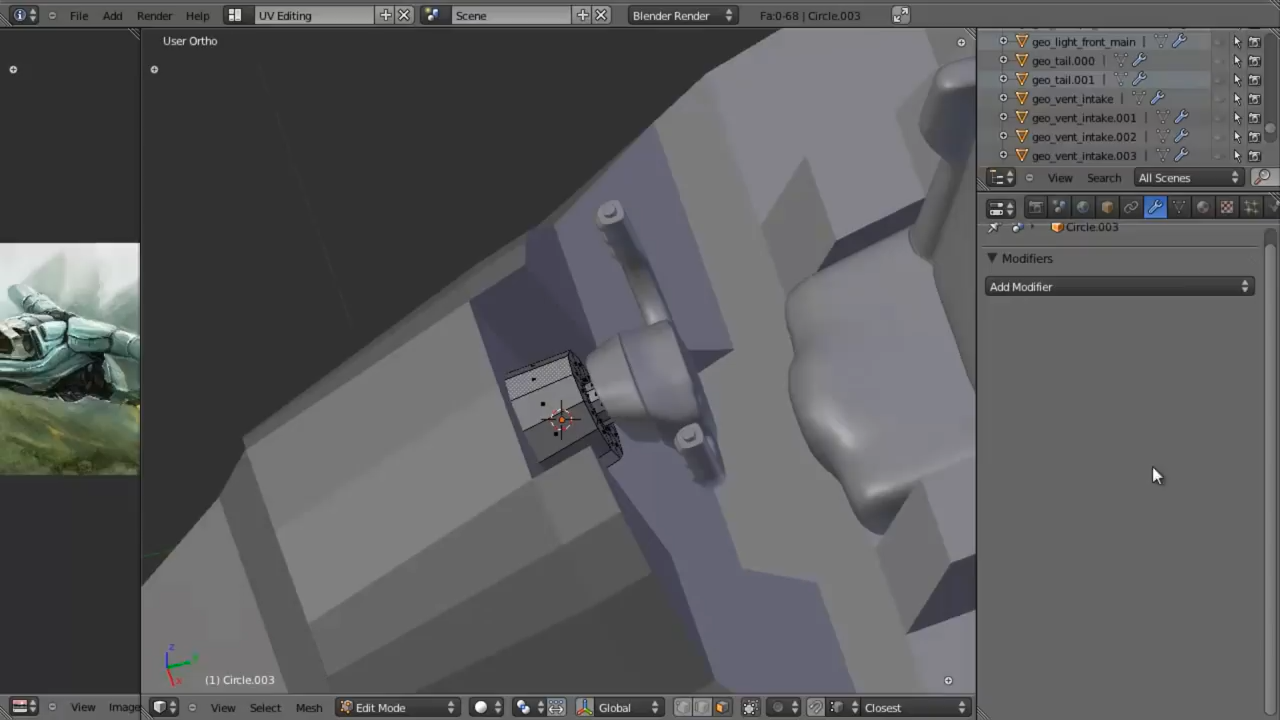 File Add Render Help UV Editing Scene Blender Render Fa:0-68 | Circle.003
User Ortho
geo_light_front_main
geo_tail.000
geo_tail.001
geo_vent_intake
geo_vent_intake.001
geo_vent_intake.002
geo_vent_intake.003
View Search All Scenes
Circle.003
Modifiers
Add Modifier
z
x
(1) Circle.003
View Image View Select Mesh Edit Mode Global Closest